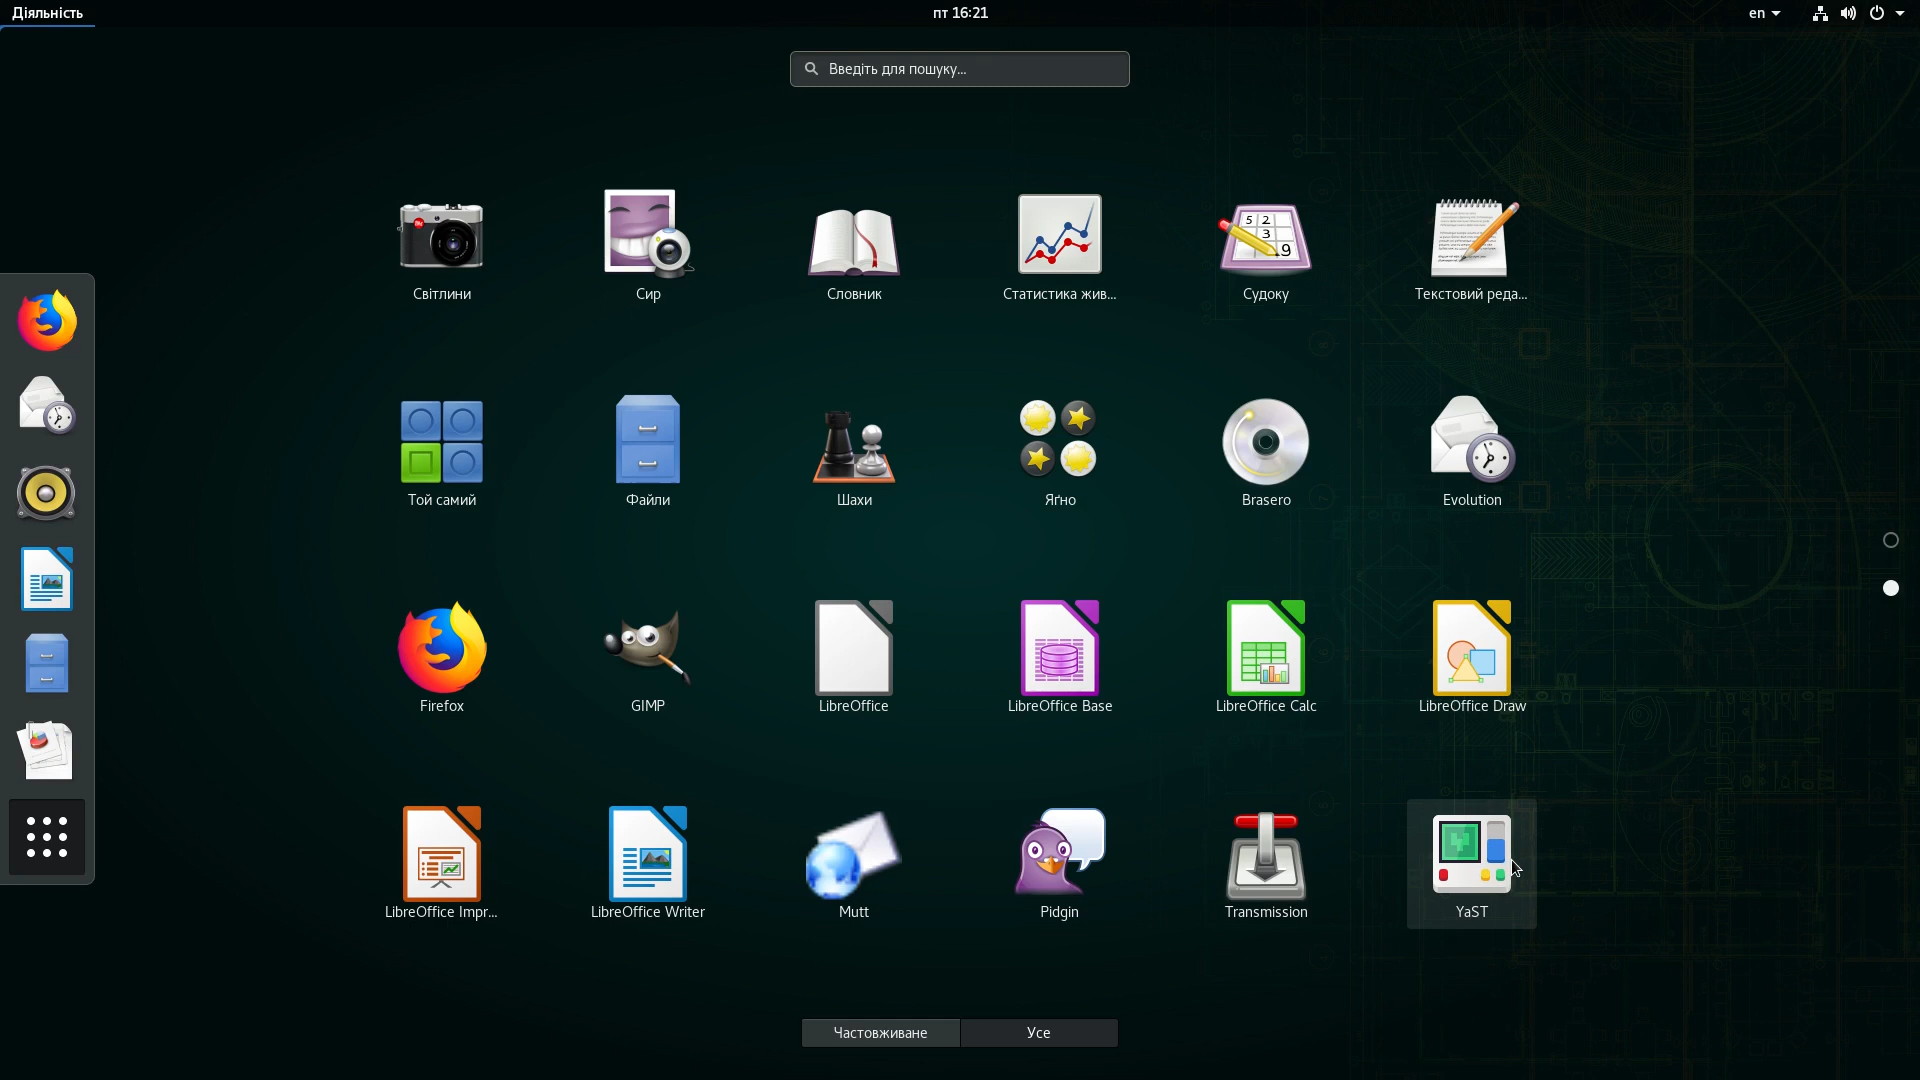 Діяльність
пт 16:21
en
Введіть для пошуку...
Світлини
Сир
Словник
Статистика жив...
Судоку
Текстовий реда...
Той самий
Файли
Шахи
Яґно
Brasero
Evolution
Firefox
GIMP
LibreOffice
LibreOffice Base
LibreOffice Calc
LibreOffice Draw
LibreOffice Impr...
LibreOffice Writer
Mutt
Pidgin
Transmission
YaST
Частовживане
Усе